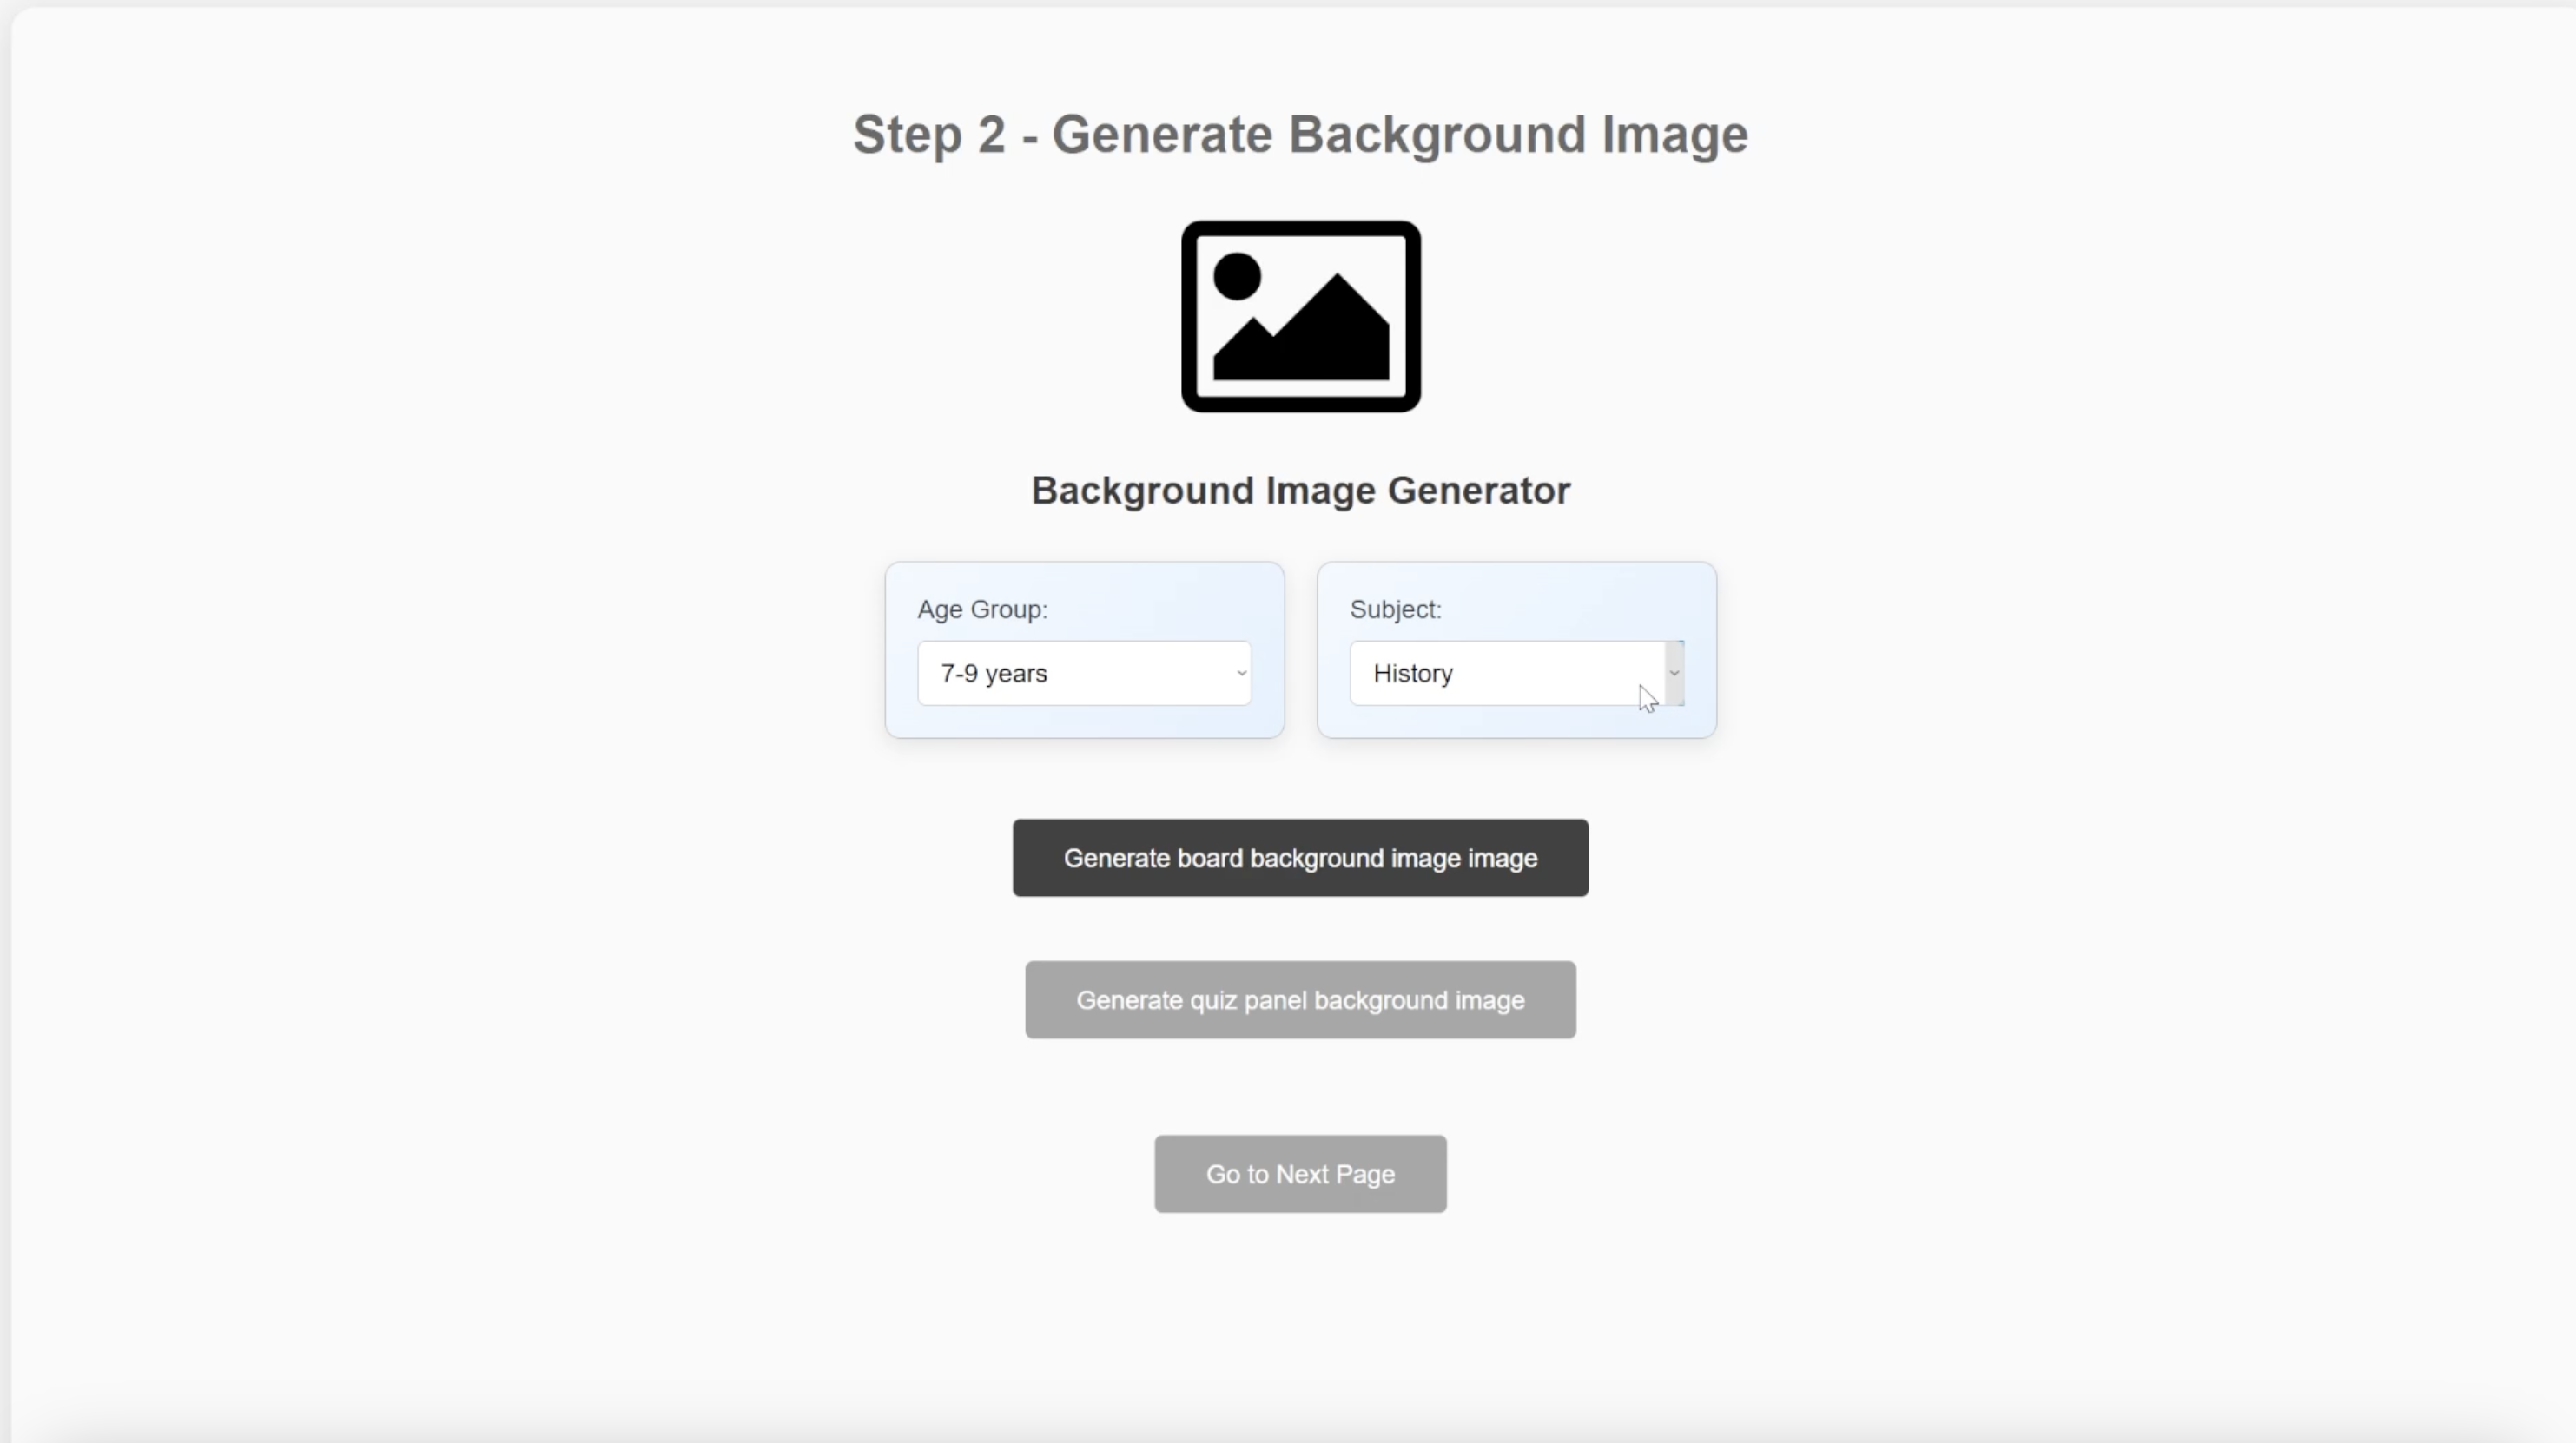 Step 2 - Generate Background Image
Background Image Generator
Age Group:
7-9 years
Subject:
History
Generate board background image image
Generate quiz panel background image
Go to Next Page